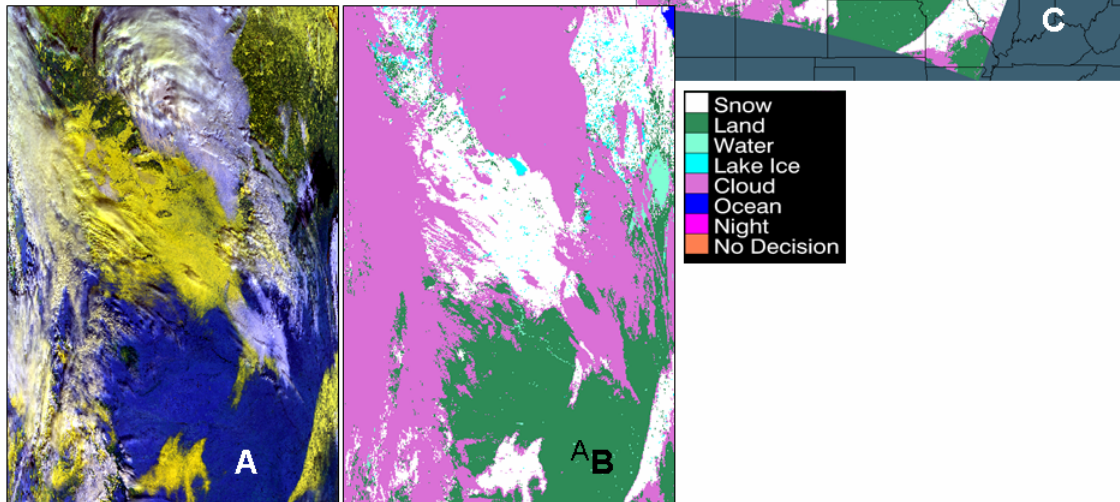 C
Snow
Land
Water
Lake Ice
Cloud
Ocean
Night
No Decision
A
A
B